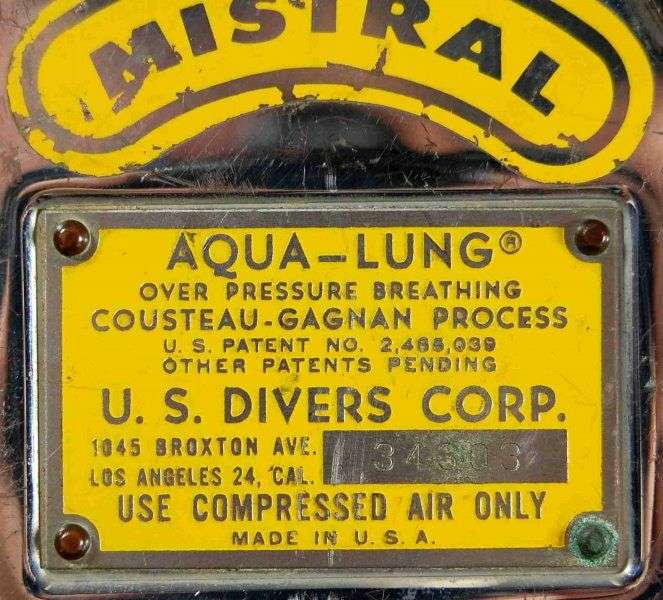 MISTRAL
AQUA-LUNG®
OVER PRESSURE BREATHING
COUSTEAU-GAGNAN PROCESS
U. S. PATENT NO. 2,485,039
OTHER PATENTS PENDING
U. S. DIVERS CORP.
1045 BROXTON AVE.
LOS ANGELES 24, CAL.
USE COMPRESSED AIR ONLY
MADE IN U. S. A.